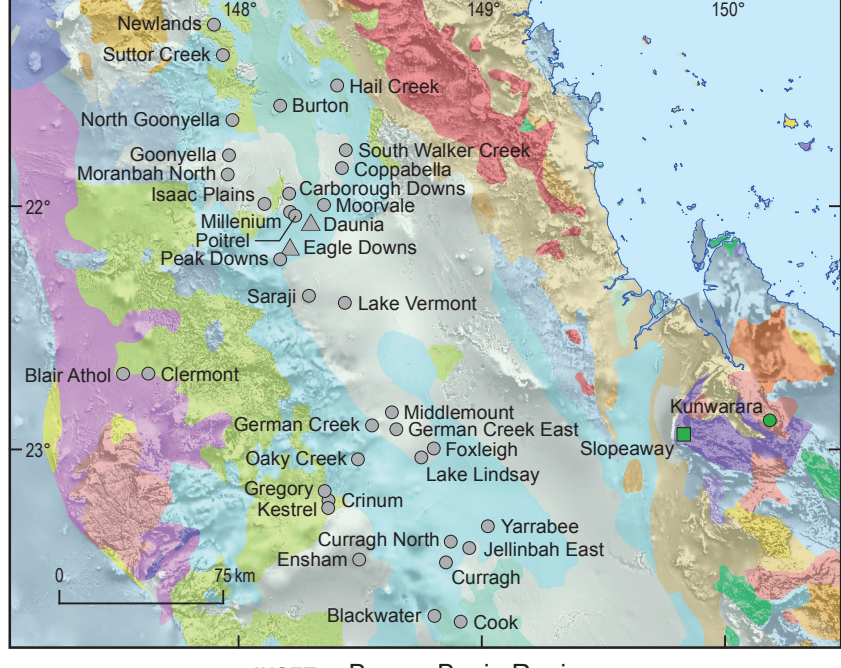 148°
149°
150°
Newlands
Suttor Creek
Hail Creek
Burton
North Goonyella
South Walker Creek
Goonyella
Coppabella
Moranbah North
Carborough Downs
Isaac Plains
22°
Moorvale
Millenium
Daunia
Poitrel
Eagle Downs
Peak Downs
Saraji
Lake Vermont
Blair Athol
Clermont
Kunwarara
Middlemount
German Creek
German Creek East
23°
Slopeaway
Foxleigh
Oaky Creek
Lake Lindsay
Gregory
Crinum
Kestrel
Yarrabee
Curragh North
Jellinbah East
Ensham
0
75 km
Curragh
Blackwater
Cook